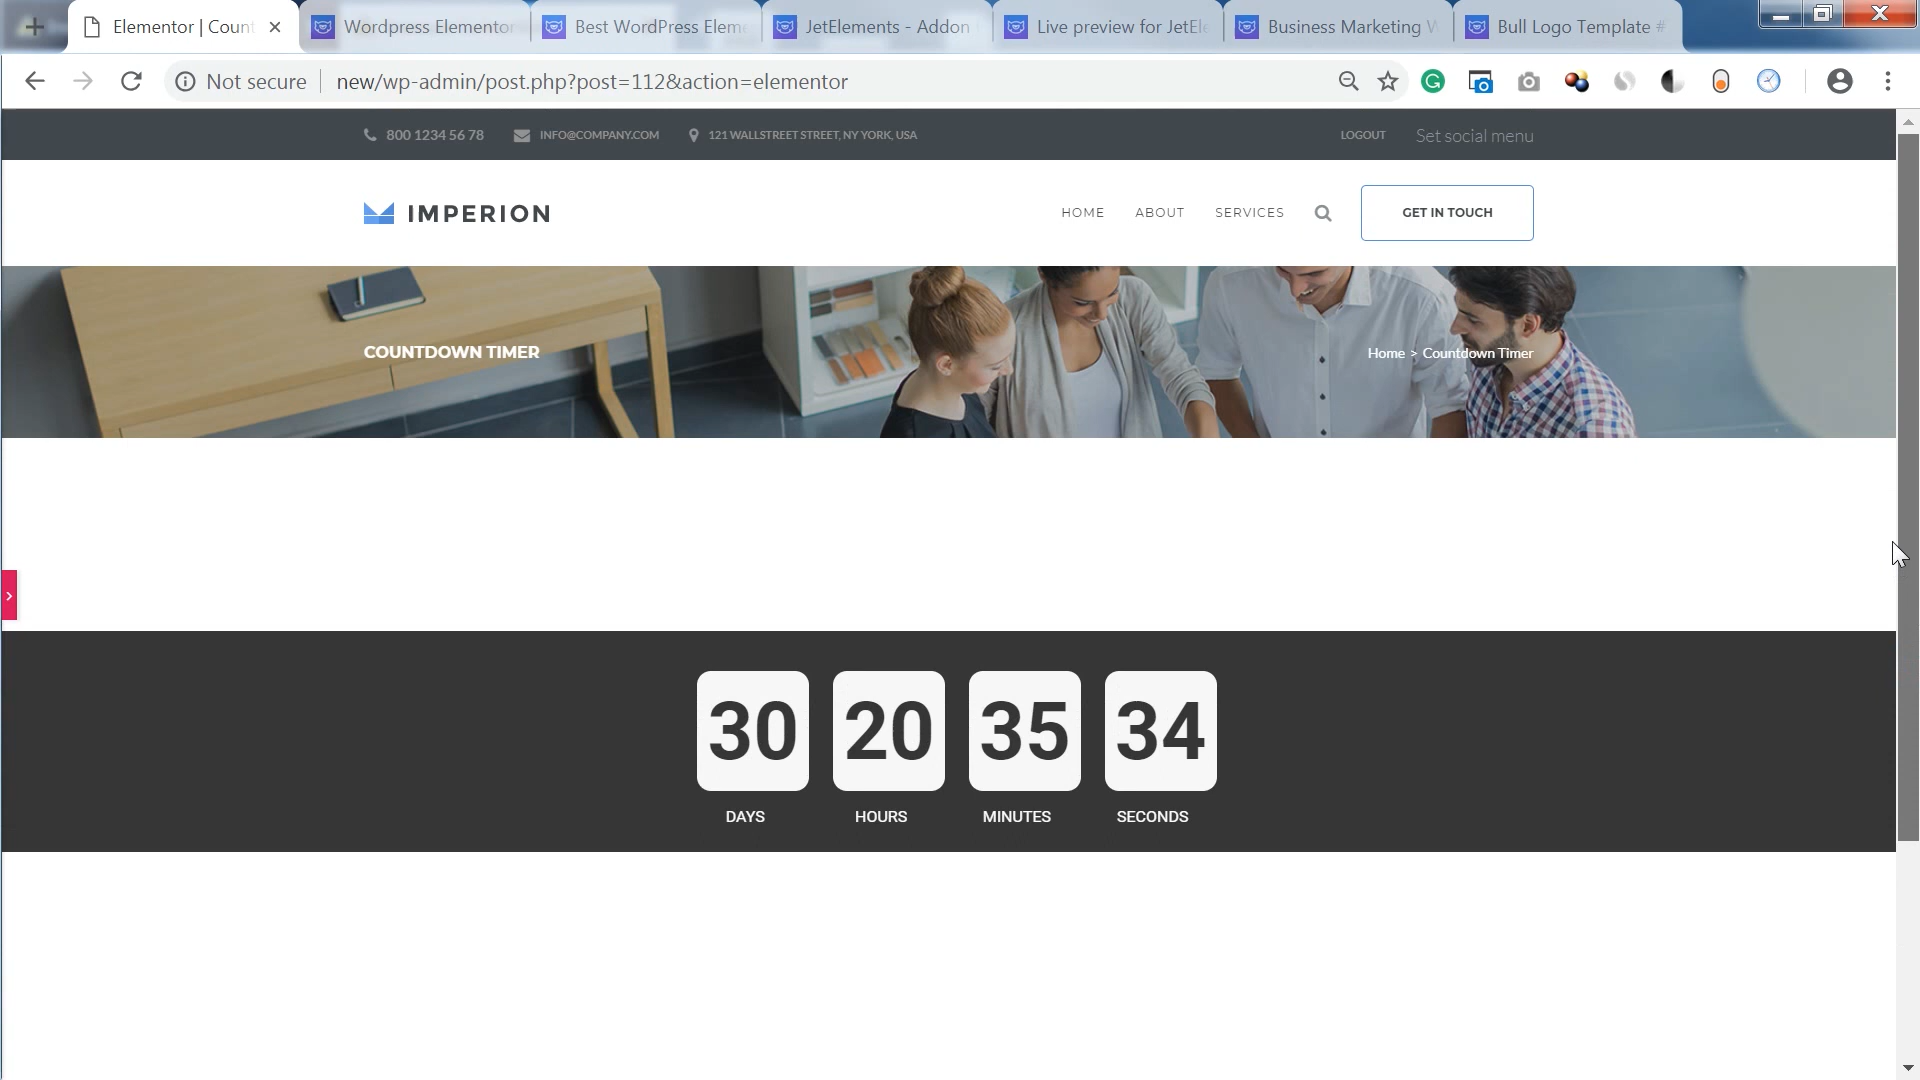 Elementor | Coun
Wordpress Elementor
Best WordPress Eleme
JetElements - Addon
Live preview for JetEle
Business Marketing W
Bull Logo Template #
Not secure
new/wp-admin/post.php?post=112&action=elementor
800 1234 56 78
INFO@COMPANY.COM
121 WALLSTREET STREET, NY YORK, USA
LOGOUT
Set social menu
IMPERION
HOME
ABOUT
SERVICES
GET IN TOUCH
COUNTDOWN TIMER
Home > Countdown Timer
30 20 35 34
DAYS HOURS MINUTES SECONDS